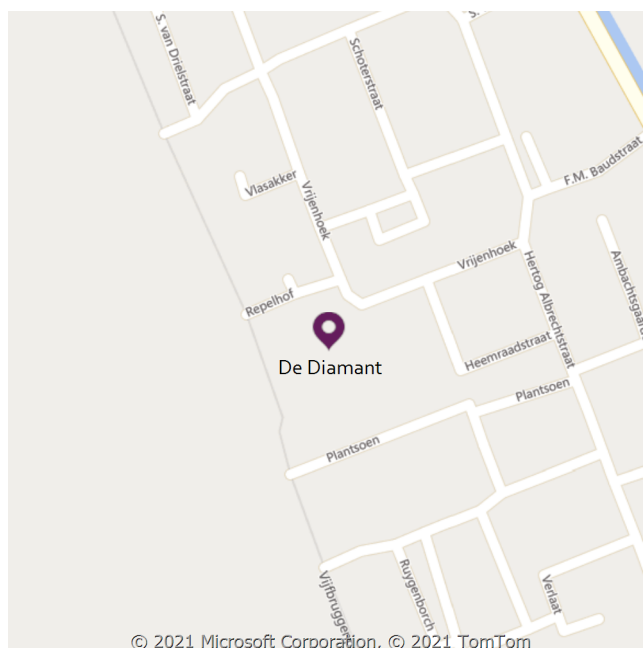 S. van Drielstraat
Schoterstraat
F.M. Baudstraat
Vlasakker
Vrijenhoek
Vrijenhoek
Hertog Albrechtstraat
Repelhof
De Diamant
Heemraadstraat
Plantsoen
Plantsoen
Ruygenborch
Verlaat
© 2021 Microsoft Corporation, © 2021 TomTom